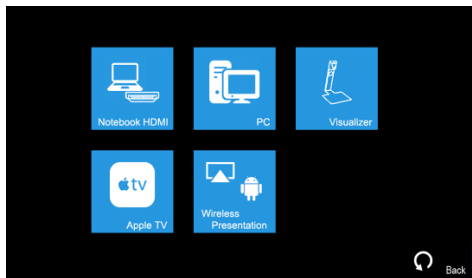 Notebook HDMI
PC
Visualizer
tv
Apple TV
Wireless
Presentation
Back